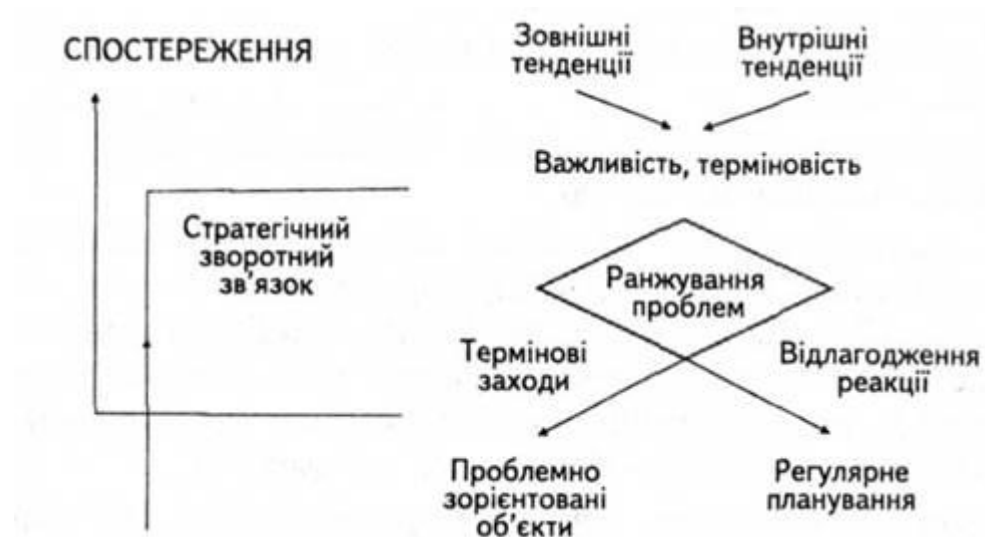 СПОСТЕРЕЖЕННЯ
Зовнішні
тенденції
Внутрішні
тенденції
Важливість, терміновість
Стратегічний
зворотний
зв'язок
Ранжування
проблем
Термінові
заходи
Відлагодження
реакції
Проблемно
зорієнтовані
об'єкти
Регулярне
планування